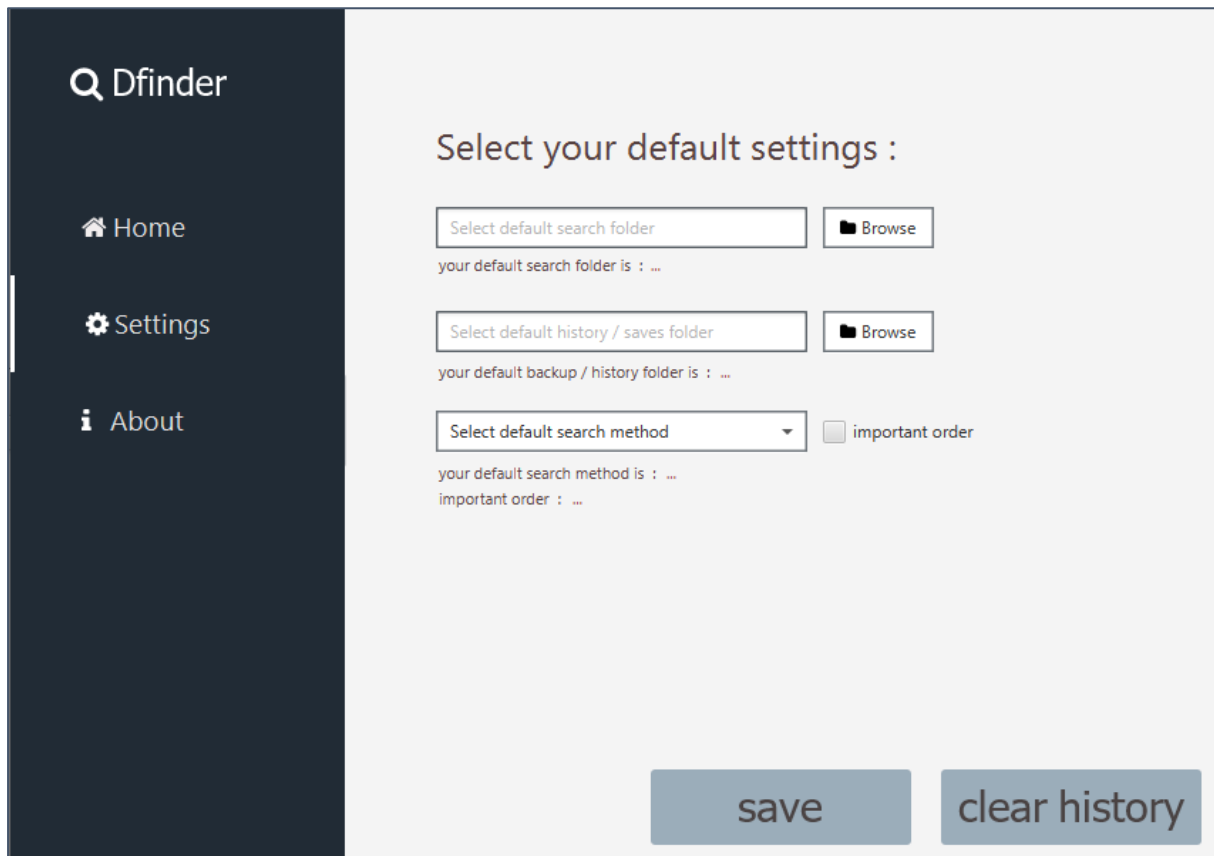 Dfinder
Home
Settings
About
Select your default settings :
Select default search folder
Browse
your default search folder is : ...
Select default history / saves folder
Browse
your default backup / history folder is : ...
Select default search method
important order
your default search method is : ...
important order : ...
save
clear history